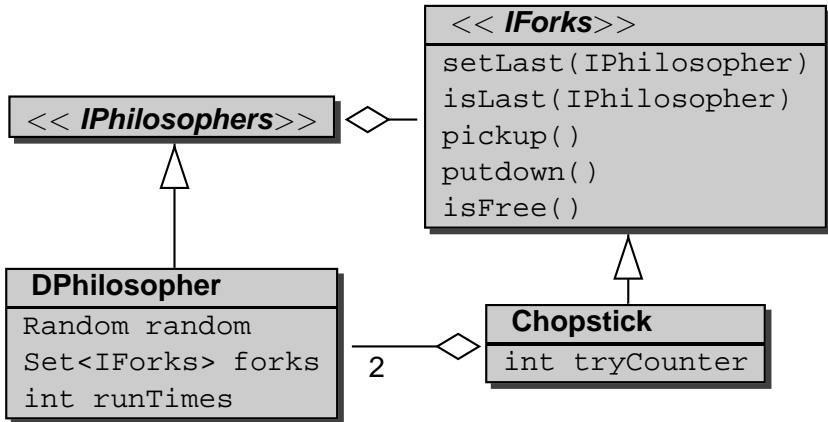 << IForks>>
setLast(IPhilosopher)
isLast(IPhilosopher)
pickup()
putdown()
isFree()
<< IPhilosophers>>
DPhilosopher
Random random
Set<IForks> forks
int runTimes
2
Chopstick
int tryCounter